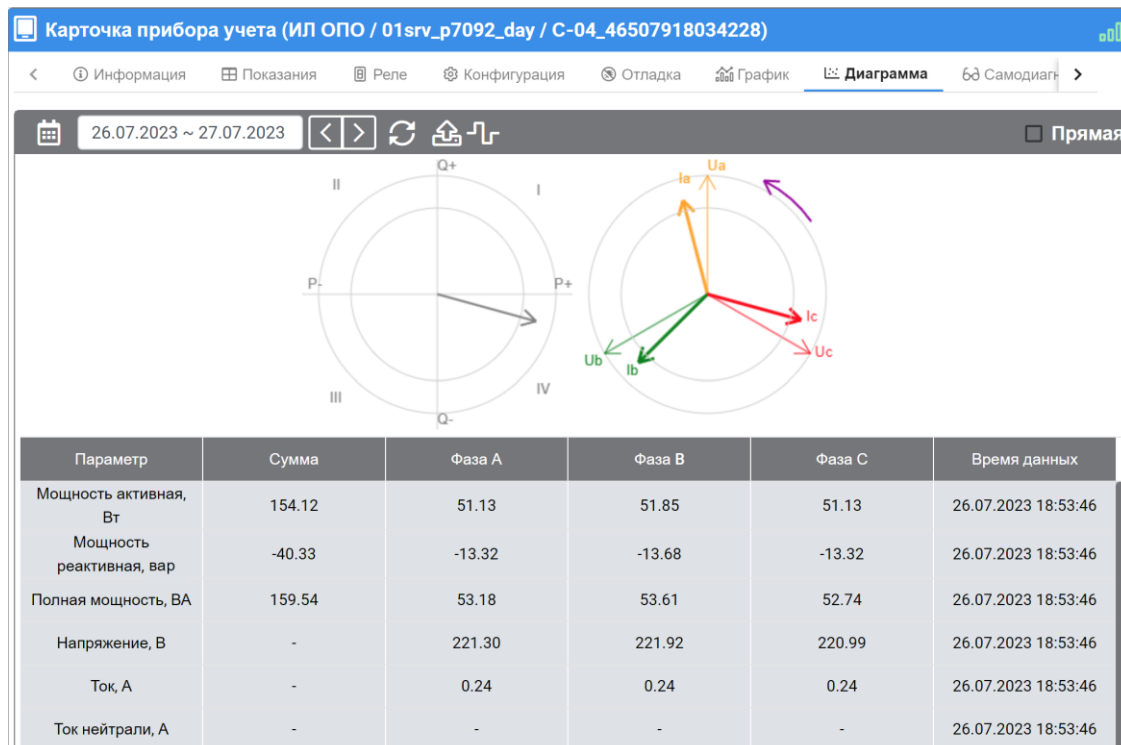 Карточка прибора учета (ИЛ ОПО / 01srv_p7092_day / C-04_46507918034228)
Информация Показания Реле Конфигурация Отладка График Диаграмма Самодиагн
26.07.2023 ~ 27.07.2023 Прямая
Q+ Ua
II I Ia
P- P+
Ic
Ub Uc
Ib
III IV
Q-
Параметр Сумма Фаза А Фаза В Фаза С Время данных
Мощность активная,
Вт 154.12 51.13 51.85 51.13 26.07.2023 18:53:46
Мощность
реактивная, вар -40.33 -13.32 -13.68 -13.32 26.07.2023 18:53:46
Полная мощность, ВА 159.54 53.18 53.61 52.74 26.07.2023 18:53:46
Напряжение, В - 221.30 221.92 220.99 26.07.2023 18:53:46
Ток, А - 0.24 0.24 0.24 26.07.2023 18:53:46
Ток нейтрали, А - - - - 26.07.2023 18:53:46